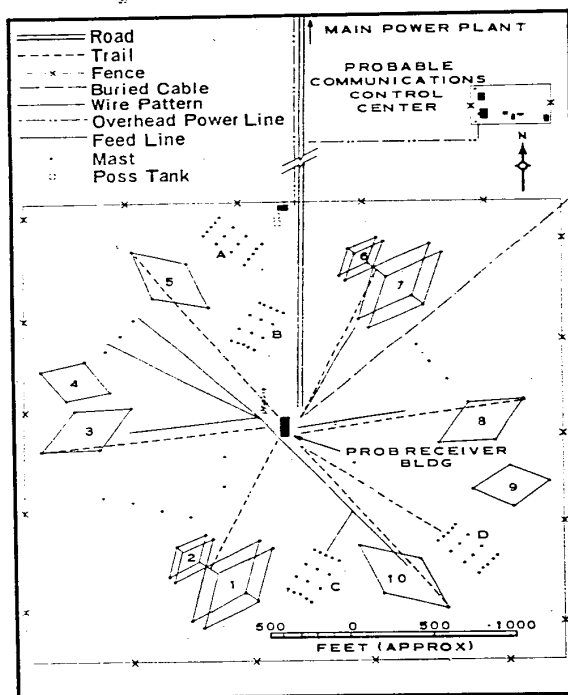 Road
Trail
Fence
Buried Cable
Wire Pattern
Overhead Power Line
Feed Line
Mast
Poss Tank
MAIN POWER PLANT
PROBABLE
COMMUNICATIONS
CONTROL
CENTER
N
A
5
B
6
7
4
3
8
PROB RECEIVER
BLDG
9
D
2
1
C
10
500 0 500 1000
FEET (APPROX)